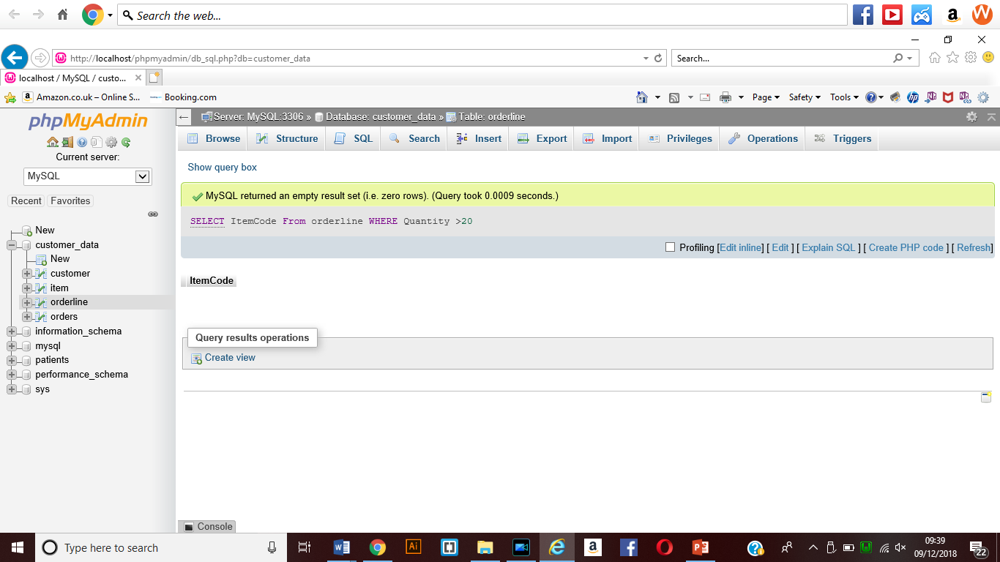 Search the web...
http://localhost/phpmyadmin/db_sql.php?db=customer_data
Search...
localhost / MySQL / custo...
Amazon.co.uk – Online S...
Booking.com
Page
Safety
Tools
phpMyAdmin
Current server:
MySQL
Recent
Favorites
New
customer_data
New
customer
item
orderline
orders
information_schema
mysql
patients
performance_schema
sys
Server: MySQL:3306 » Database: customer_data » Table: orderline
Browse Structure SQL Search Insert Export Import Privileges Operations Triggers
Show query box
MySQL returned an empty result set (i.e. zero rows). (Query took 0.0009 seconds.)
SELECT ItemCode From orderline WHERE Quantity >20
Profiling [Edit inline] [ Edit ] [ Explain SQL ] [ Create PHP code ] [ Refresh]
ItemCode
Query results operations
Create view
Console
Type here to search
09:39
09/12/2018
22